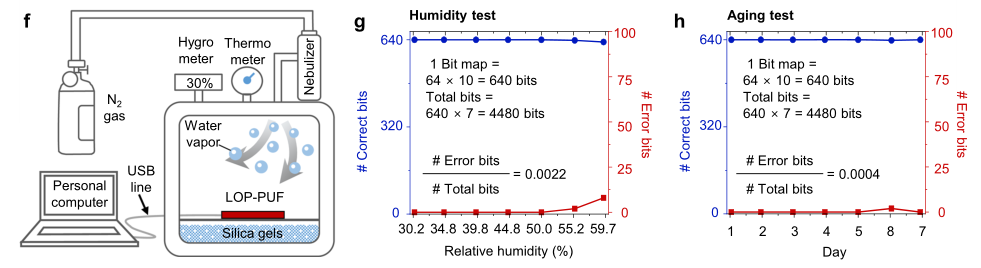 f
Hygro
meter
Thermo
meter
Nebulizer
30%
N2
gas
Water
vapor
USB
line
Personal
computer
LOP-PUF
Silica gels
g
Humidity test
# Correct bits
640
320
0
1 Bit map =
64 × 10 = 640 bits
Total bits =
640 × 7 = 4480 bits
# Error bits
# Total bits
= 0.0022
100
75
50
25
0
# Error bits
30.2 34.8 39.8 44.8 50.0 55.2 59.7
Relative humidity (%)
h
Aging test
# Correct bits
640
320
0
1 Bit map =
64 × 10 = 640 bits
Total bits =
640 × 7 = 4480 bits
# Error bits
# Total bits
= 0.0004
100
75
50
25
0
# Error bits
1 2 3 4 5 8 7
Day